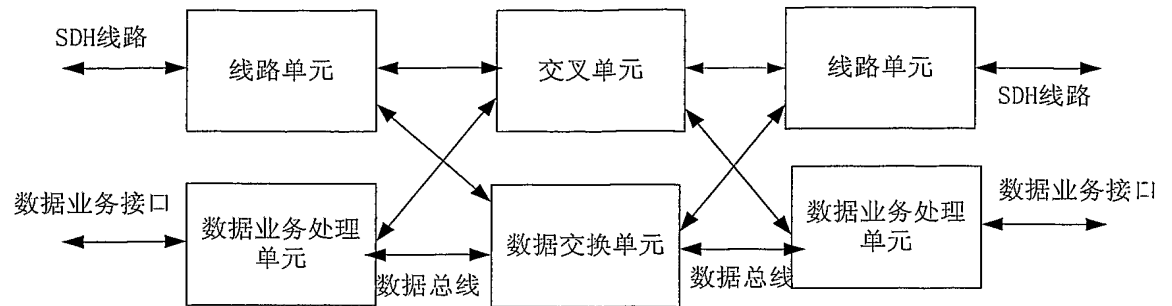 SDH线路
线路单元
交叉单元
线路单元
SDH线路
数据业务接口
数据业务处理
单元
数据总线
数据交换单元
数据总线
数据业务处理
单元
数据业务接口